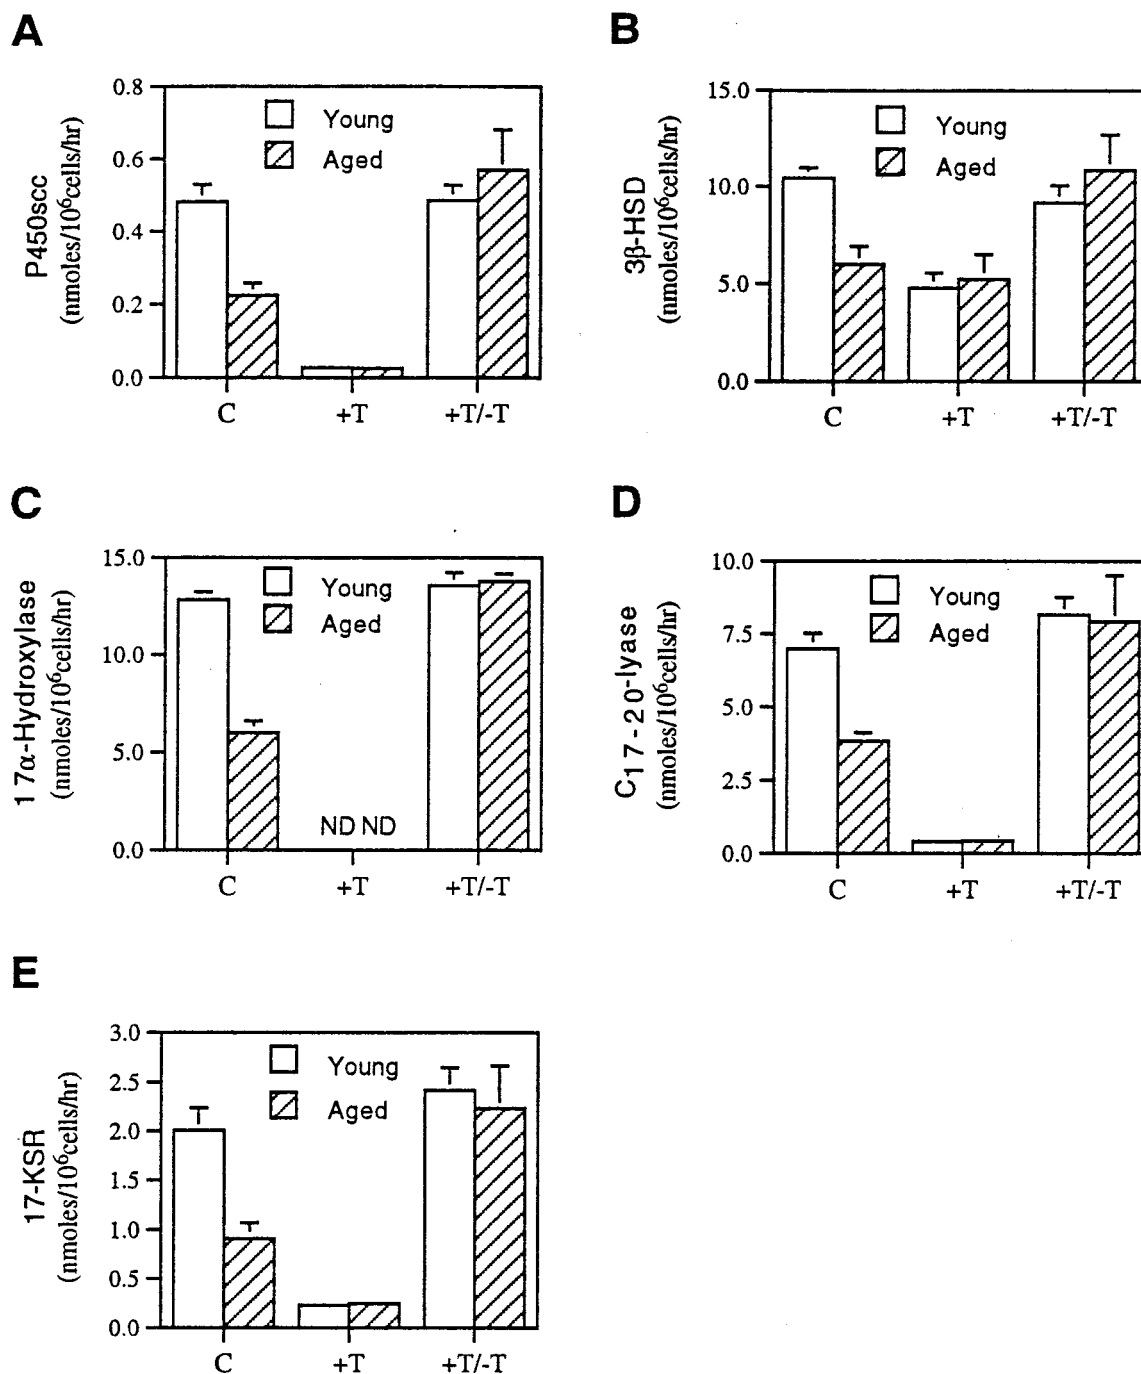 A
P450scc
(nmoles/10⁶cells/hr)
0.8
0.6
0.4
0.2
0.0
Young
Aged
C
+T
+T/-T
B
3β-HSD
(nmoles/10⁶cells/hr)
15.0
10.0
5.0
0.0
Young
Aged
C
+T
+T/-T
C
17α-Hydroxylase
(nmoles/10⁶cells/hr)
15.0
10.0
5.0
0.0
Young
Aged
ND ND
C
+T
+T/-T
D
C17-20-lyase
(nmoles/10⁶cells/hr)
10.0
7.5
5.0
2.5
0.0
Young
Aged
C
+T
+T/-T
E
17-KSR
(nmoles/10⁶cells/hr)
3.0
2.5
2.0
1.5
1.0
0.5
0.0
Young
Aged
C
+T
+T/-T